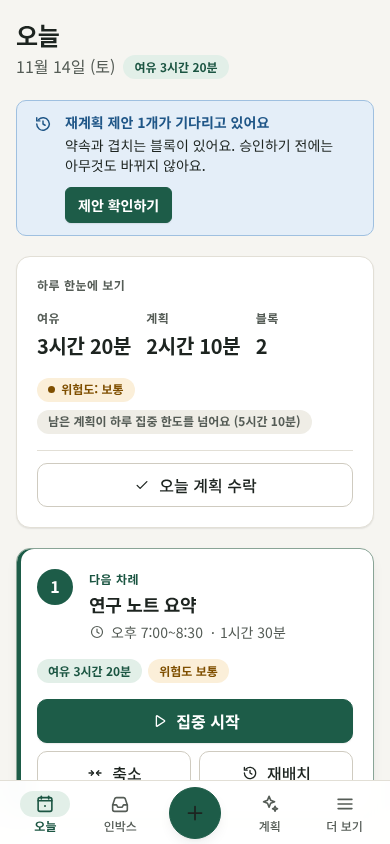 오늘
11월 14일 (토) 여유 3시간 20분
재계획 제안 1개가 기다리고 있어요
약속과 겹치는 블록이 있어요. 승인하기 전에는
아무것도 바뀌지 않아요.
제안 확인하기
하루 한눈에 보기
여유 계획 블록
3시간 20분 2시간 10분 2
위험도: 보통
남은 계획이 하루 집중 한도를 넘어요 (5시간 10분)
오늘 계획 수락
1
다음 차례
연구 노트 요약
오후 7:00~8:30 · 1시간 30분
여유 3시간 20분 위험도 보통
집중 시작
축소 재배치
오늘 인박스 계획 더 보기